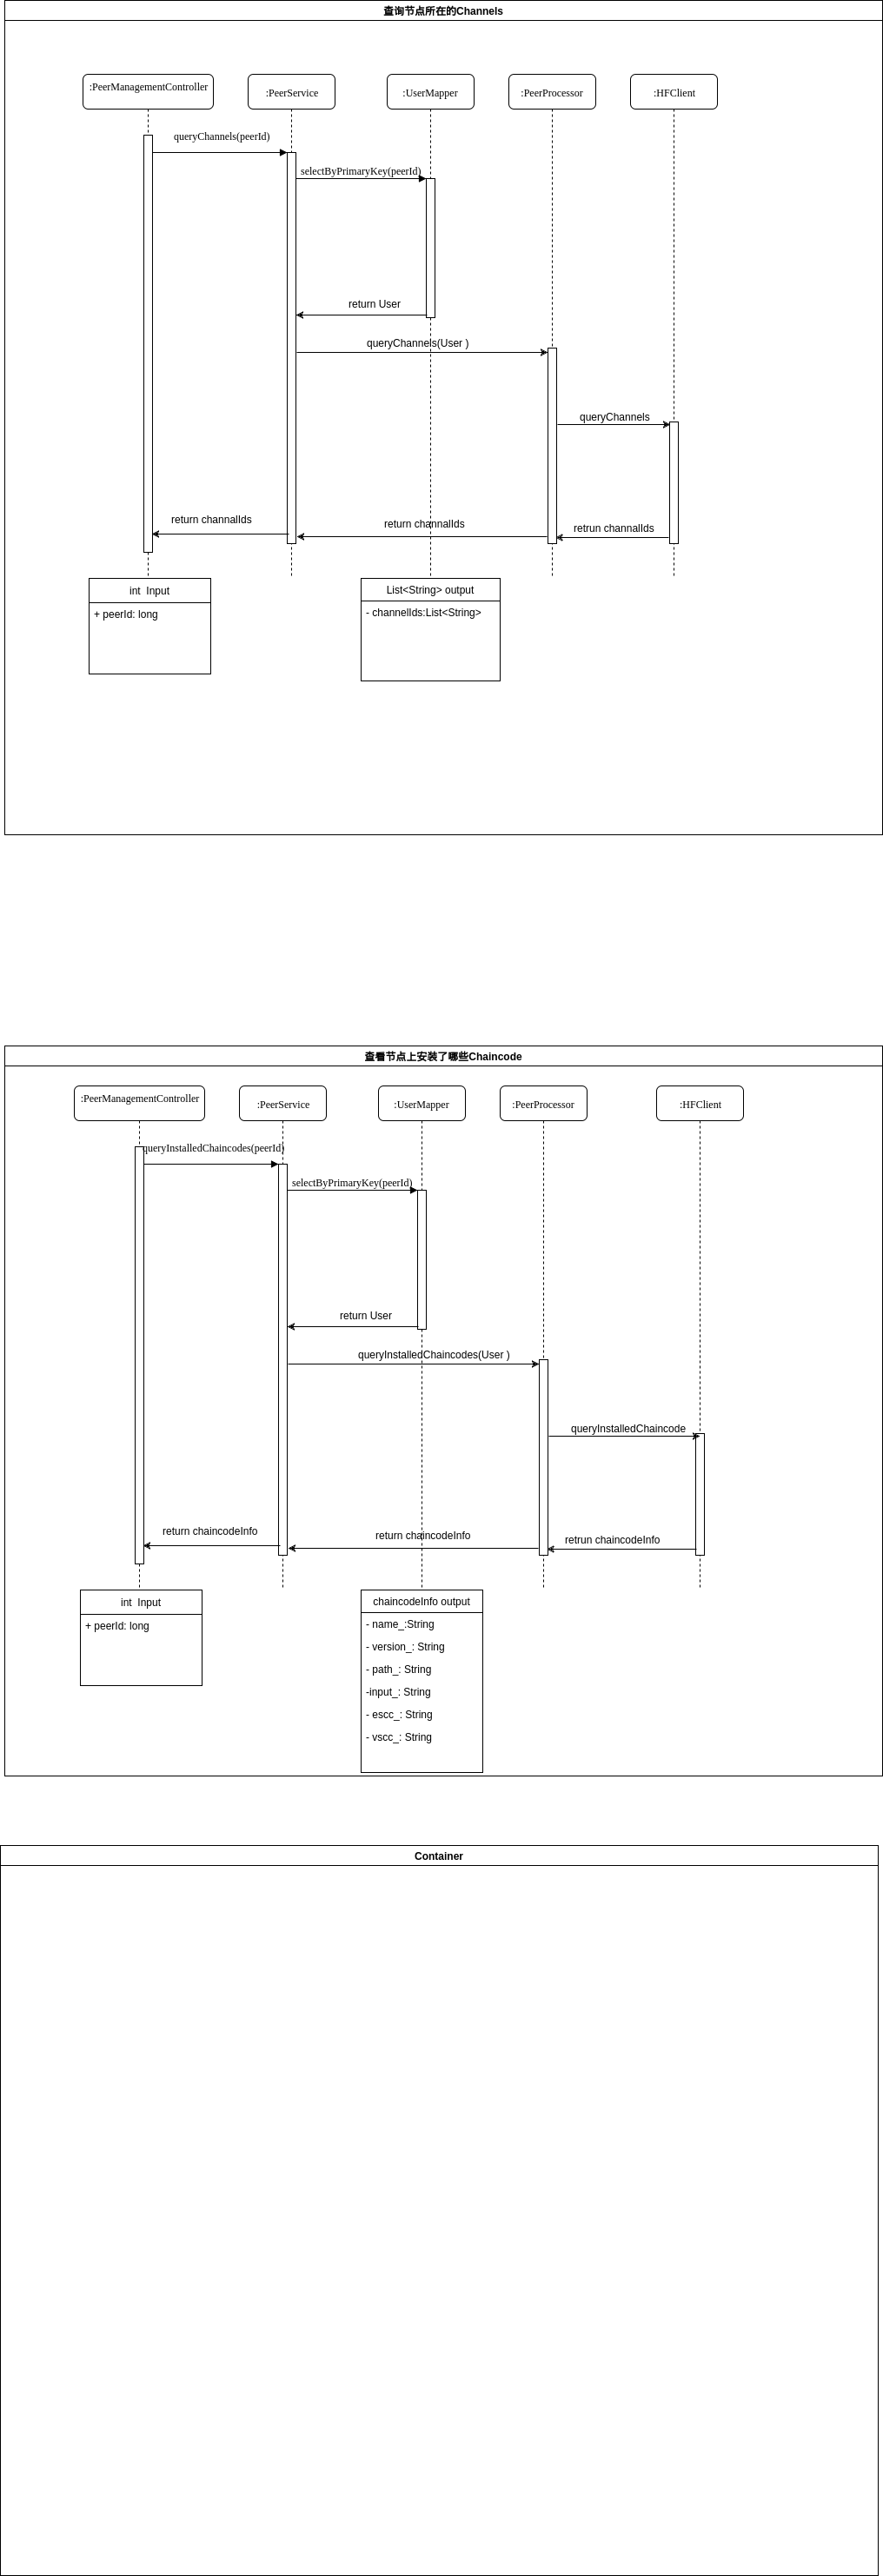 查询节点所在的Channels
:PeerManagementController
:PeerService
:UserMapper
:PeerProcessor
:HFClient
queryChannels(peerId)
selectByPrimaryKey(peerId)
return User
queryChannels(User )
queryChannels
return channalIds
return channalIds
retrun channalIds
int  Input
+ peerId: long
List<String> output
- channelIds:List<String>
查看节点上安装了哪些Chaincode
:PeerManagementController
:PeerService
:UserMapper
:PeerProcessor
:HFClient
queryInstalledChaincodes(peerId)
selectByPrimaryKey(peerId)
return User
queryInstalledChaincodes(User )
queryInstalledChaincode
return chaincodeInfo
return chaincodeInfo
retrun chaincodeInfo
int  Input
+ peerId: long
chaincodeInfo output
- name_:String
- version_: String
- path_: String
-input_: String
- escc_: String
- vscc_: String
Container